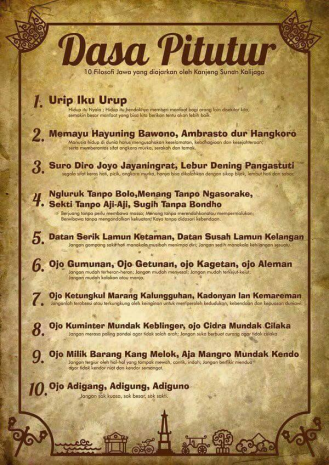 Dasa Pitutur
10 Filosofi Jawa yang diajarkan oleh Kanjeng Sunan Kalijaga
1. Urip Iku Urup
Hidup itu Nyala ; Hidup itu hendaknya memberi manfaat bagi orang lain disekitar kita,
semakin besar manfaat yang bisa kita berikan tentu akan lebih baik
2. Memayu Hayuning Bawono, Ambrasto dur Hangkoro
Manusia hidup di dunia harus mengusahakan keselamatan, kebahagiaan dan kesejahteraan;
serta memberantas sifat angkara murka, serakah dan tamak.
3. Suro Diro Joyo Jayaningrat, Lebur Dening Pangastuti
segala sifat keras hati, picik, angkara murka, hanya bisa dikalahkan dengan sikap bijak, lembut hati dan sabar.
4. Ngluruk Tanpo Bolo,Menang Tanpo Ngasorake,
Sekti Tanpo Aji-Aji, Sugih Tanpa Bondho
Berjuang tanpa perlu membawa massa; Menang tanpa merendahkan/mempermalukan;
Berwibawa tanpa mengandalkan kekuatan; Kaya tanpa didasari kebendaan.
5. Datan Serik Lamun Ketaman, Datan Susah Lamun Kelangan
Jangan gampang sakit hati manakala musibah menimpa diri; Jangan sedih manakala kehilangan sesuatu.
6. Ojo Gumunan, Ojo Getunan, ojo Kagetan, ojo Aleman
Jangan mudah terheran-heran; Jangan mudah menyesal; Jangan mudah terkejut-kejut;
Jangan mudah kolokan atau manja.
7. Ojo Ketungkul Marang Kalungguhan, Kadonyan lan Kemareman
Janganlah terobsesi atau terkungkung oleh keinginan untuk memperoleh kedudukan, kebendaan dan kepuasan duniawi.
8. Ojo Kuminter Mundak Keblinger, ojo Cidra Mundak Cilaka
Jangan merasa paling pandai agar tidak salah arah; Jangan suka berbuat curang agar tidak celaka
9. Ojo Milik Barang Kang Melok, Aja Mangro Mundak Kendo
Jangan tergiur oleh hal-hal yang tampak mewah, cantik, indah; Jangan berfikir mendua
agar tidak kendor niat dan kendor semangat.
10. Ojo Adigang, Adigung, Adiguno
Jangan sok kuasa, sok besar, sok sakti.